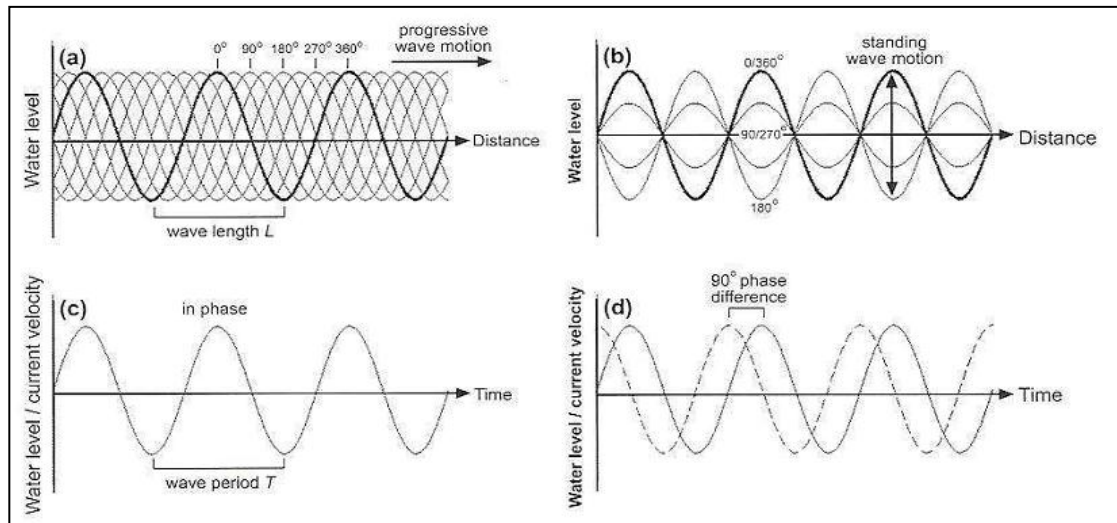 (a)
progressive
wave motion
0° 90° 180° 270° 360°
Water level
Distance
wave length L
(b)
standing
wave motion
0/360°
90/270°
180°
Water level
Distance
(c)
in phase
Water level / current velocity
Time
wave period T
(d)
90° phase
difference
Water level / current velocity
Time